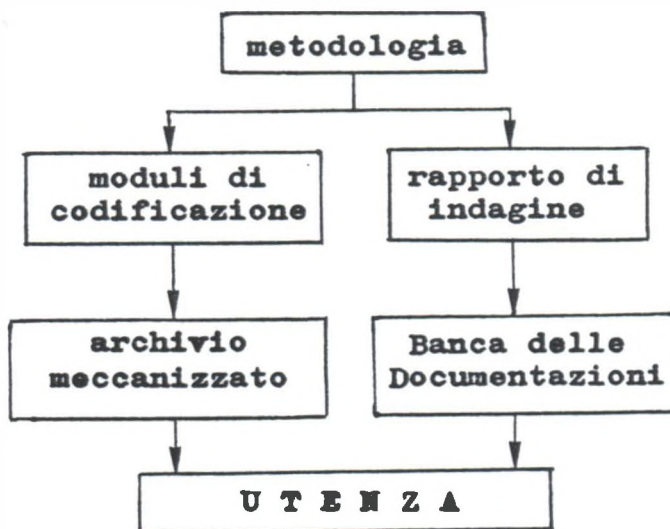 metodologia
moduli di
codificazione
rapporto di
indagine
archivio
meccanizzato
Banca delle
Documentazioni
U T E N Z A